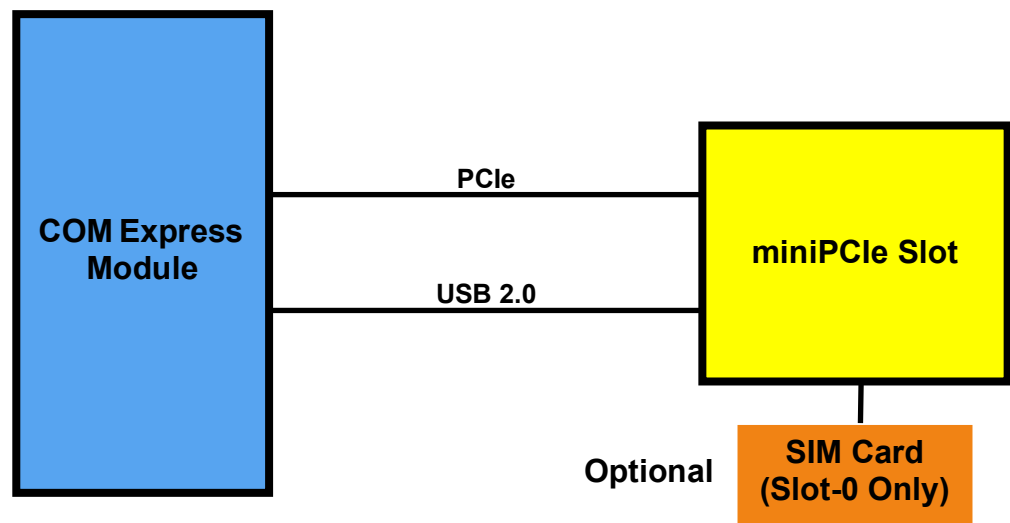 PCIe
COM Express
Module
miniPCIe Slot
USB 2.0
Optional
SIM Card
(Slot-0 Only)